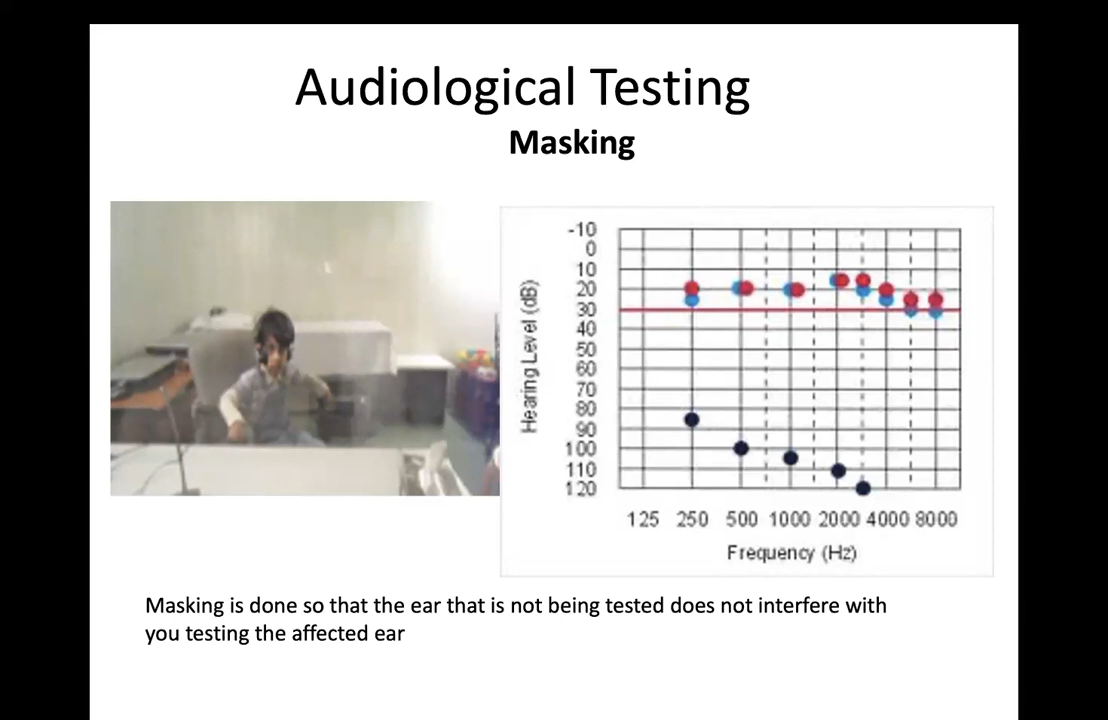 Audiological Testing
Masking
-10
0
10
20
30
40
50
60
70
80
90
100
110
120
Hearing Level (dB)
125 250 500 1000 2000 4000 8000
Frequency (Hz)
Masking is done so that the ear that is not being tested does not interfere with
you testing the affected ear